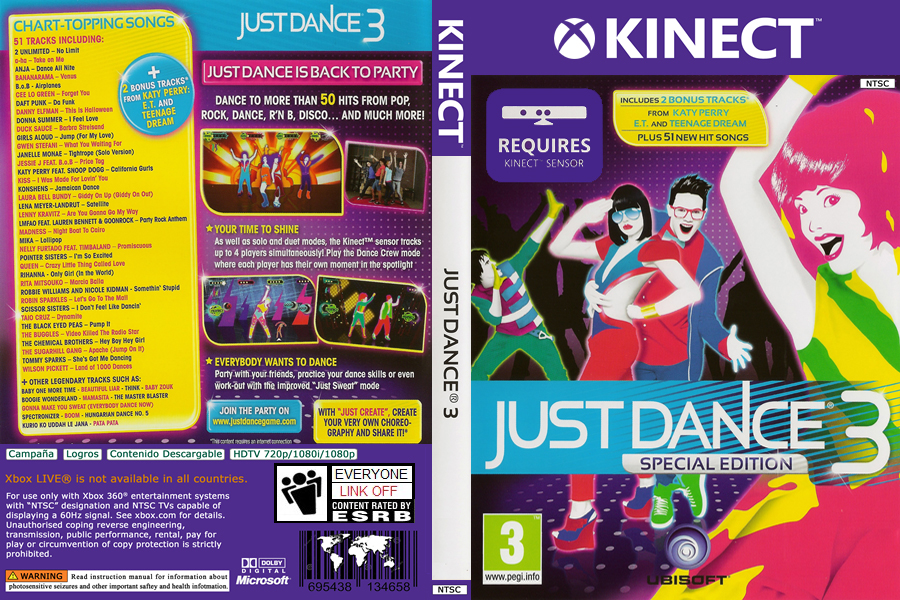 CHART-TOPPING SONGS
51 TRACKS INCLUDING:
2 UNLIMITED – No Limit
a-ha – Take on Me
ANJA – Dance All Nite
BANANARAMA – Venus
B.o.B - Airplanes
CEE LO GREEN – Forget You
DAFT PUNK – Da Funk
DANNY ELFMAN – This Is Halloween
DONNA SUMMER – I Feel Love
DUCK SAUCE – Barbra Streisand
GIRLS ALOUD – Jump (For My Love)
GWEN STEFANI – What You Waiting For
JANELLE MONAE – Tightrope (Solo Version)
JESSIE J FEAT. B.o.B – Price Tag
KATY PERRY FEAT. SNOOP DOGG – California Gurls
KISS – I Was Made For Lovin' You
KONSHENS – Jamaican Dance
LAURA BELL BUNDY – Giddy On Up (Giddy On Out)
LENA MEYER-LANDRUT – Satellite
LENNY KRAVITZ – Are You Gonna Go My Way
LMFAO FEAT. LAUREN BENNETT & GOONROCK – Party Rock Anthem
MADNESS – Night Boat To Cairo
MIKA – Lollipop
NELLY FURTADO FEAT. TIMBALAND – Promiscuous
POINTER SISTERS – I'm So Excited
QUEEN – Crazy Little Thing Called Love
RIHANNA – Only Girl (In the World)
RITA MITSOUKO – Marcia Baila
ROBBIE WILLIAMS AND NICOLE KIDMAN – Somethin' Stupid
ROBIN SPARKLES – Let's Go To The Mall
SCISSOR SISTERS – I Don't Feel Like Dancin'
TAIO CRUZ – Dynamite
THE BLACK EYED PEAS – Pump It
THE BUGGLES – Video Killed The Radio Star
THE CHEMICAL BROTHERS – Hey Boy Hey Girl
THE SUGARHILL GANG – Apache (Jump On It)
TOMMY SPARKS – She's Got Me Dancing
WILSON PICKETT – Land of 1000 Dances
+ OTHER LEGENDARY TRACKS SUCH AS:
BABY ONE MORE TIME - BEAUTIFUL LIAR - THINK - BABY ZOUK
BOOGIE WONDERLAND - MAMASITA - THE MASTER BLASTER
GONNA MAKE YOU SWEAT (EVERYBODY DANCE NOW)
SPECTRONIZER - BOOM - HUNGARIAN DANCE NO. 5
KURIO KO UDDAH LE JANA - PATA PATA
+
2 BONUS TRACKS*
FROM KATY PERRY:
E.T. AND
TEENAGE
DREAM
JUST DANCE 3
JUST DANCE IS BACK TO PARTY
DANCE TO MORE THAN 50 HITS FROM POP,
ROCK, DANCE, R'N B, DISCO... AND MUCH MORE!
YOUR TIME TO SHINE
As well as solo and duet modes, the Kinect™ sensor tracks
up to 4 players simultaneously! Play the Dance Crew mode
where each player has their own moment in the spotlight
EVERYBODY WANTS TO DANCE
Party with your friends, practice your dance skills or even
work-out with the improved "Just Sweat" mode
JOIN THE PARTY ON
www.justdancegame.com
WITH "JUST CREATE", CREATE
YOUR VERY OWN CHOREO-
GRAPHY AND SHARE IT!*
*This content requires an internet connection
Campaña
Logros
Contenido Descargable
HDTV 720p/1080i/1080p
Xbox LIVE® is not available in all countries.
For use only with Xbox 360® entertainment systems
with "NTSC" designation and NTSC TVs capable of
displaying a 60Hz signal. See xbox.com for details.
Unauthorised coping reverse engineering,
transmission, public performance, rental, pay for
play or circumvention of copy protection is strictly
prohibited.
WARNING Read instruction manual for information about
photosensitive seizures and other important saftey and health infotmation.
EVERYONE
LINK OFF
CONTENT RATED BY
ESRB
DOLBY
DIGITAL
Microsoft®
695438 134658
KINECT™
JUST DANCE® 3
NTSC
KINECT™
NTSC
REQUIRES
KINECT™ SENSOR
INCLUDES 2 BONUS TRACKS*
FROM KATY PERRY
E.T. AND TEENAGE DREAM
PLUS 51 NEW HIT SONGS
JUST DANCE® 3
SPECIAL EDITION
3
www.pegi.info
UBISOFT®